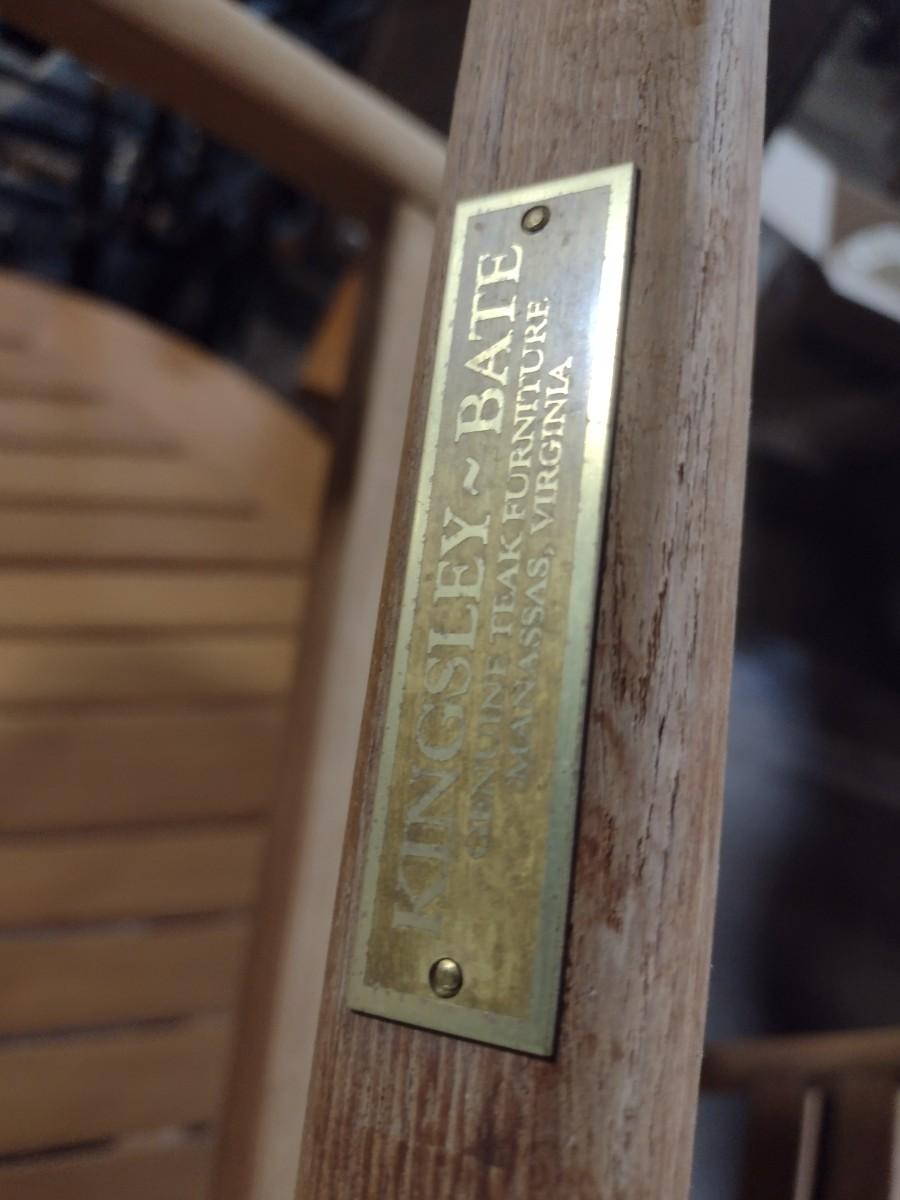 KINGSLEY ~ BATE
GENUINE TEAK FURNITURE
MANASSAS, VIRGINIA